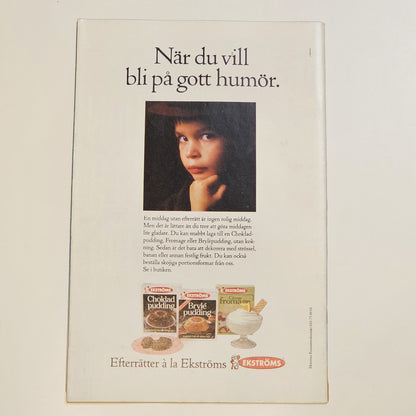 När du vill
bli på gott humör.
En middag utan efterrätt är ingen rolig middag.
Men det är lättare än du tror att göra middagen
lite gladare. Du kan snabbt laga till en Choklad-
pudding, Fromage eller Brylépudding, utan kok-
ning. Sedan är det bara att dekorera med strössel,
banan eller annan festlig frukt. Du kan också
beställa skojiga portionsformar från oss.
Se i butiken.
EKSTRÖMS
Choklad
pudding
EKSTRÖMS
Brylé
pudding
EKSTRÖMS
Citron
fromage
Efterrätter à la Ekströms
EKSTRÖMS